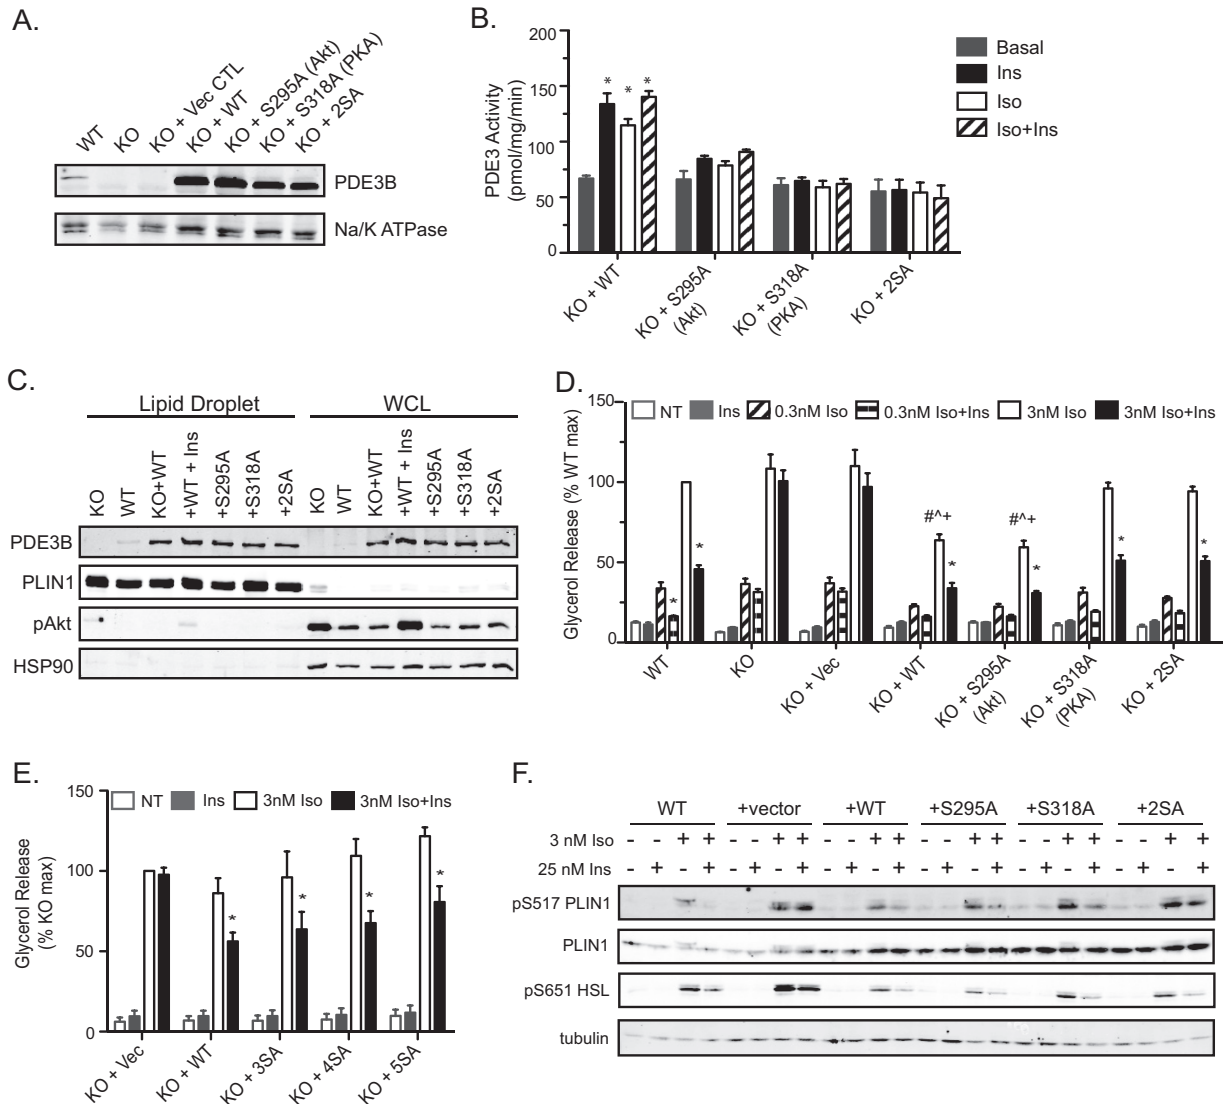 A.
WT
KO
KO + Vec CTL
KO + WT
KO + S295A (Akt)
KO + S318A (PKA)
KO + 2SA
PDE3B
Na/K ATPase
B.
200
150
100
50
0
PDE3 Activity
(pmol/mg/min)
Basal
Ins
Iso
Iso+Ins
* * *
KO + WT
KO + S295A
(Akt)
KO + S318A
(PKA)
KO + 2SA
C.
Lipid Droplet WCL
KO
WT
KO+WT
+WT + Ins
+S295A
+S318A
+2SA
KO
WT
KO+WT
+WT + Ins
+S295A
+S318A
+2SA
PDE3B
PLIN1
pAkt
HSP90
D.
150
100
50
0
Glycerol Release (% WT max)
NT Ins 0.3nM Iso 0.3nM Iso+Ins 3nM Iso 3nM Iso+Ins
#^+ #^+
* * * * * *
WT
KO
KO + Vec
KO + WT
KO + S295A
(Akt)
KO + S318A
(PKA)
KO + 2SA
E.
150
100
50
0
Glycerol Release
(% KO max)
NT Ins 3nM Iso 3nM Iso+Ins
* * * *
KO + Vec
KO + WT
KO + 3SA
KO + 4SA
KO + 5SA
F.
WT +vector +WT +S295A +S318A +2SA
3 nM Iso - - + + - - + + - - + + - - + + - - + + - - + +
25 nM Ins - + - + - + - + - + - + - + - + - + - + - + - +
pS517 PLIN1
PLIN1
pS651 HSL
tubulin